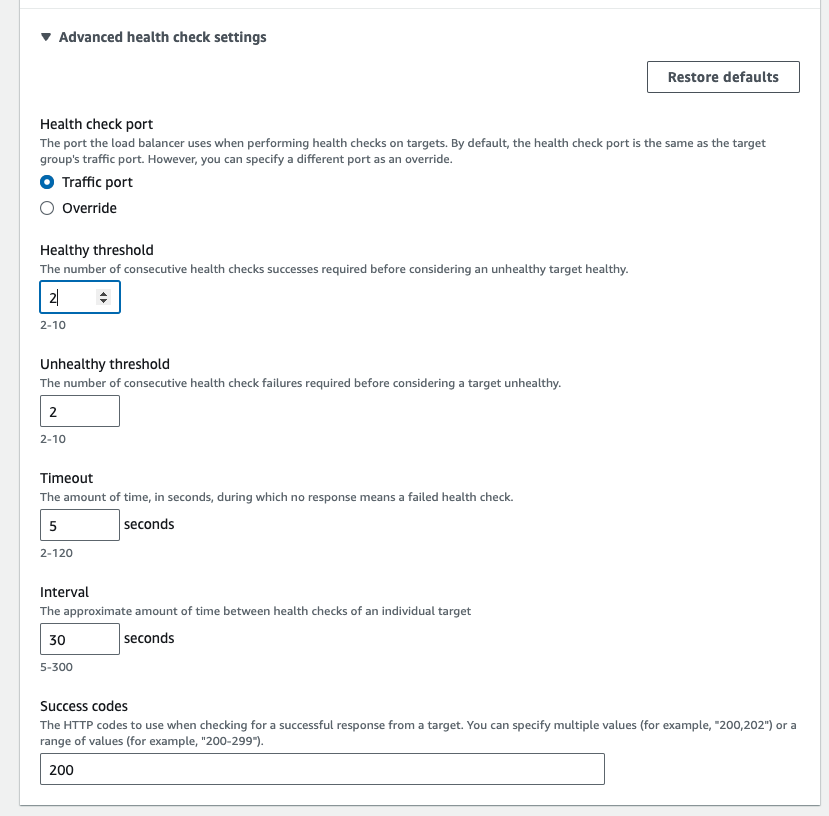 Advanced health check settings
Restore defaults
Health check port
The port the load balancer uses when performing health checks on targets. By default, the health check port is the same as the target
group's traffic port. However, you can specify a different port as an override.
Traffic port
Override
Healthy threshold
The number of consecutive health checks successes required before considering an unhealthy target healthy.
2
2-10
Unhealthy threshold
The number of consecutive health check failures required before considering a target unhealthy.
2
2-10
Timeout
The amount of time, in seconds, during which no response means a failed health check.
5 seconds
2-120
Interval
The approximate amount of time between health checks of an individual target
30 seconds
5-300
Success codes
The HTTP codes to use when checking for a successful response from a target. You can specify multiple values (for example, "200,202") or a
range of values (for example, "200-299").
200